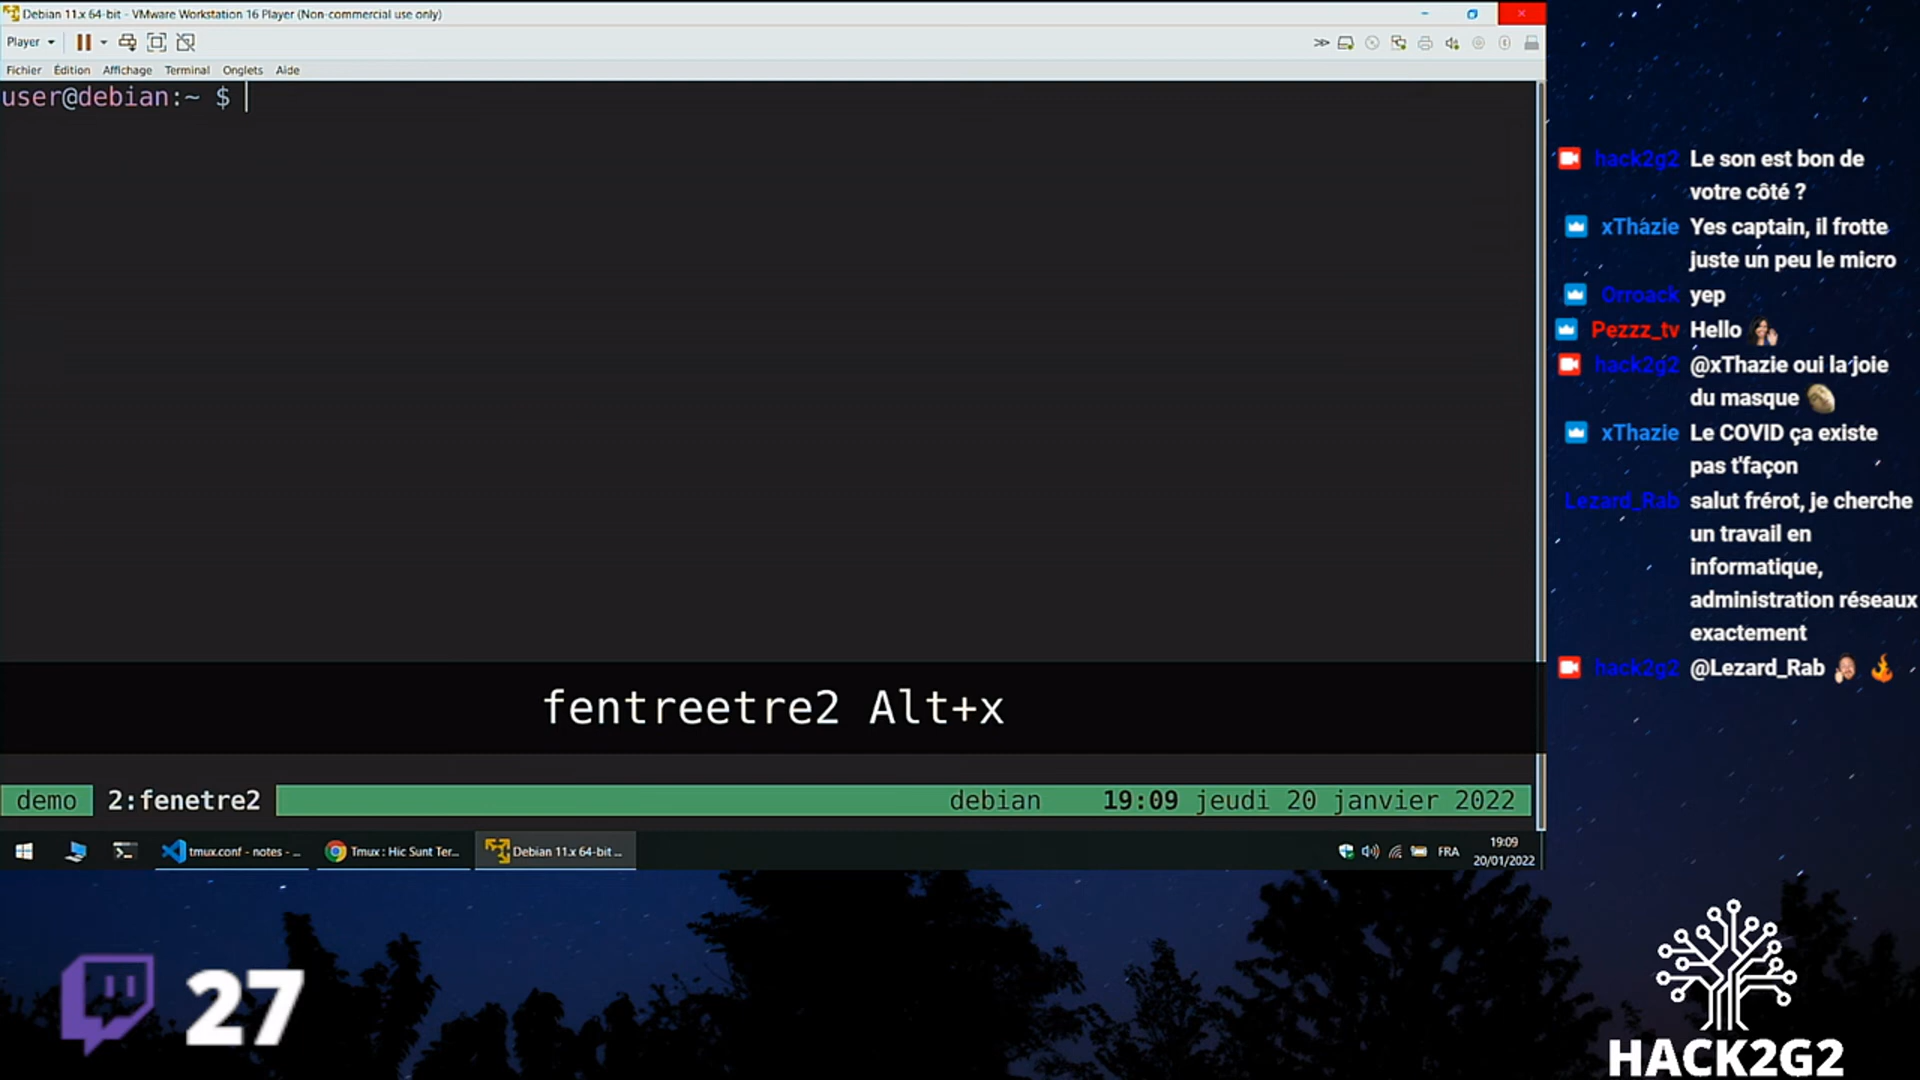 Debian 11.x 64-bit - VMware Workstation 16 Player (Non-commercial use only)
Player
Fichier Édition Affichage Terminal Onglets Aide
user@debian:~ $
fentreetre2 Alt+x
demo 2:fenetre2 debian 19:09 jeudi 20 janvier 2022
tmux.conf - notes - ... Tmux : Hic Sunt Ter... Debian 11.x 64-bit ... FRA 19:09
20/01/2022
hack2g2 Le son est bon de
votre côté ?
xThazie Yes captain, il frotte
juste un peu le micro
Orroack yep
Pezzz_tv Hello
hack2g2 @xThazie oui la joie
du masque
xThazie Le COVID ça existe
pas t'façon
Lezard_Rab salut frérot, je cherche
un travail en
informatique,
administration réseaux
exactement
hack2g2 @Lezard_Rab
27
HACK2G2